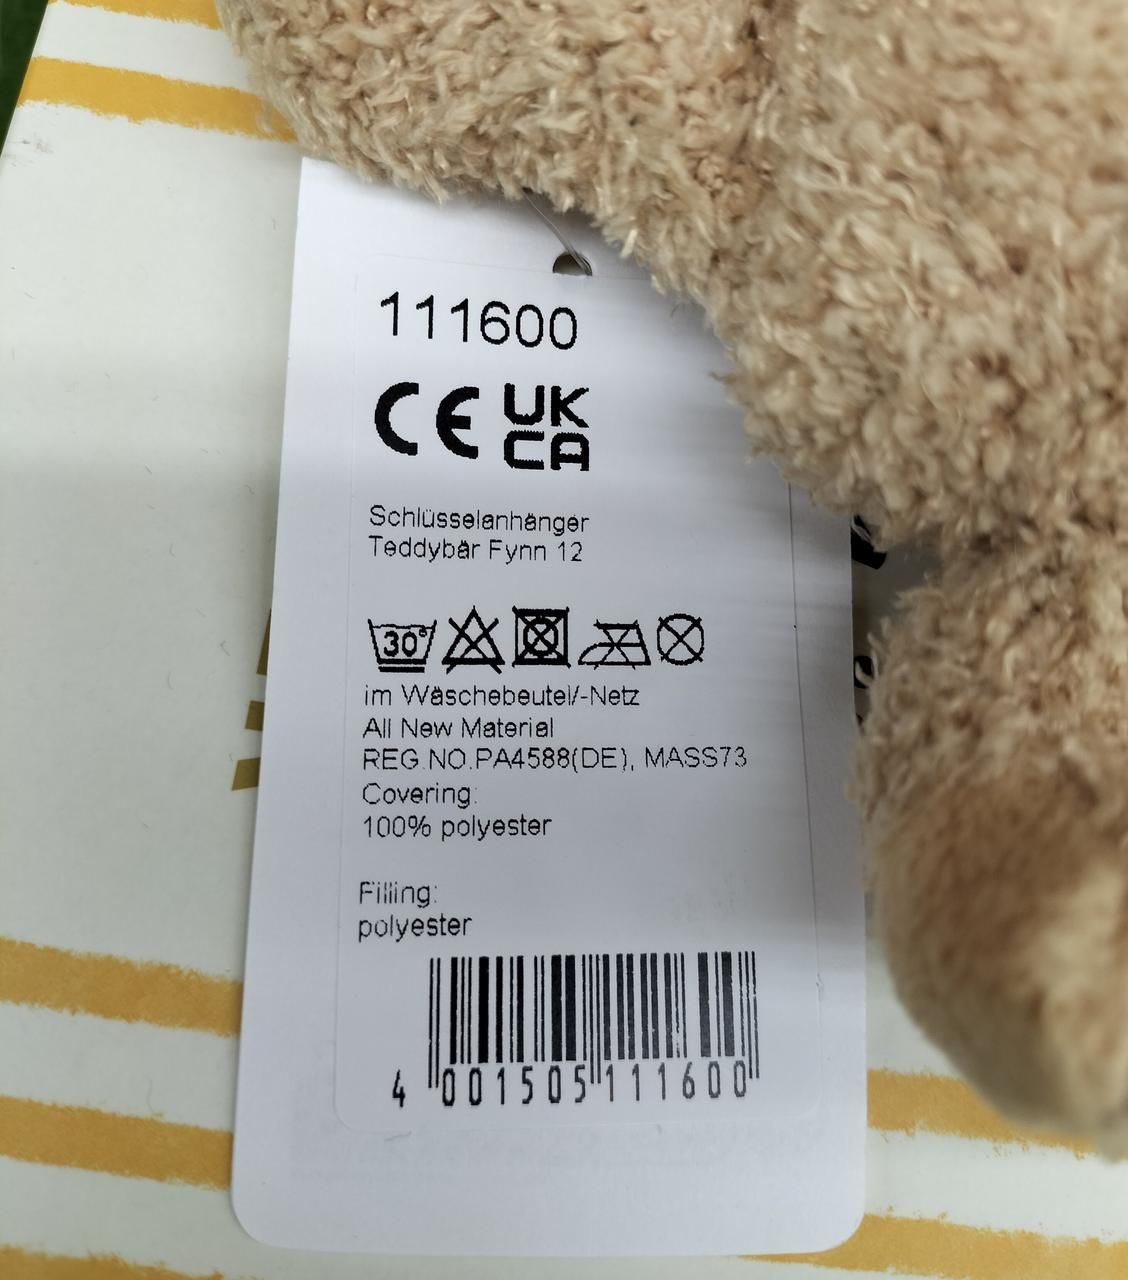 111600
CE UK
CA
Schlüsselanhänger
Teddybär Fynn 12
30°
im Wäschebeutel/-Netz
All New Material
REG.NO.PA4588(DE), MASS73
Covering:
100% polyester
Filling:
polyester
4 001505 111600